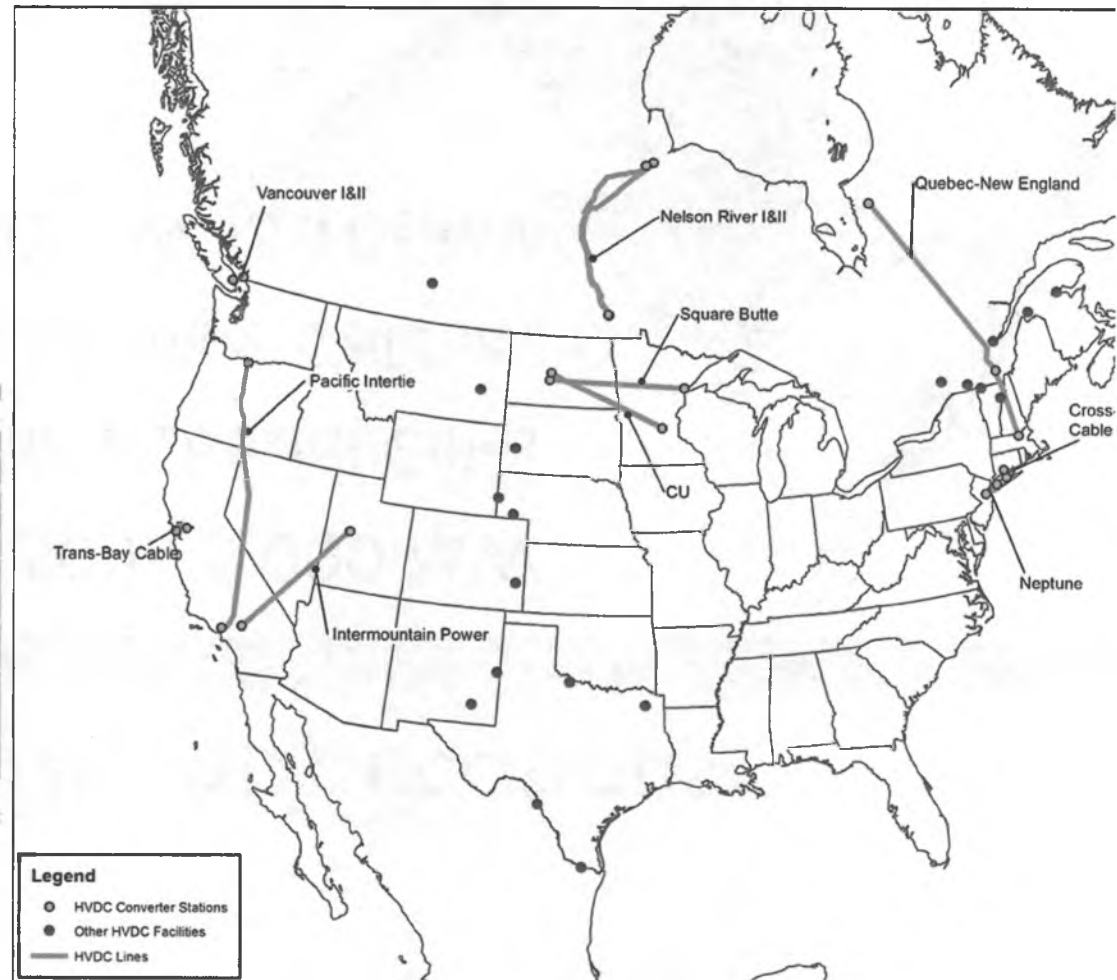 Vancouver I&II
Quebec-New England
Nelson River I&II
Square Butte
Pacific Intertie
Cross-
Cable
CU
Trans-Bay Cable
Neptune
Intermountain Power
Legend
HVDC Converter Stations
Other HVDC Facilities
HVDC Lines